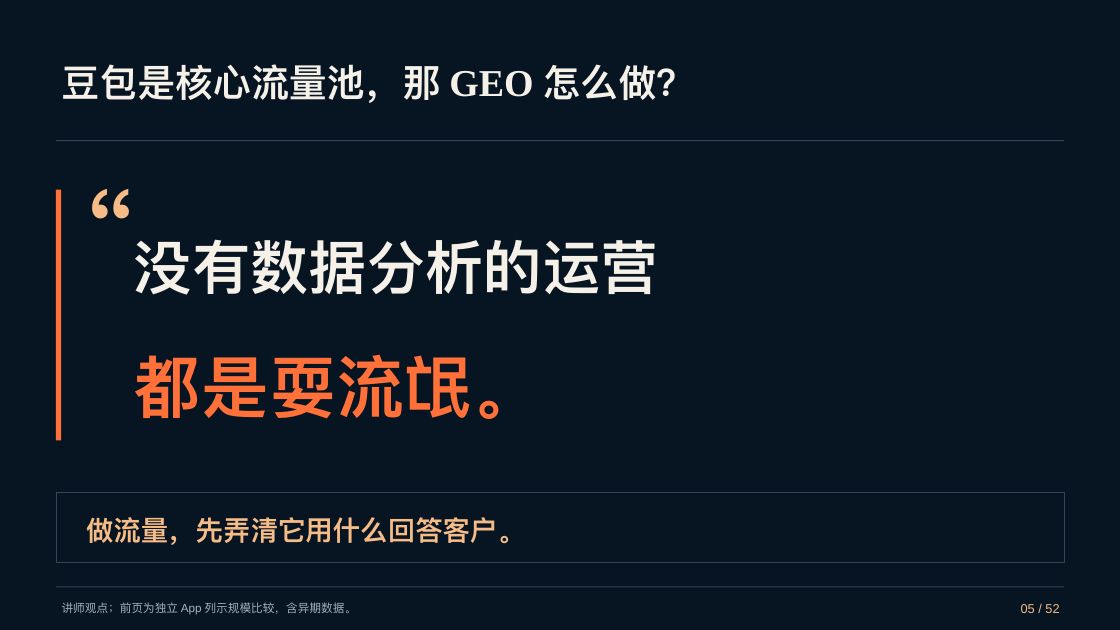 豆包是核心流量池，那 GEO 怎么做？
“
没有数据分析的运营
都是耍流氓。
做流量，先弄清它用什么回答客户。
讲师观点；前页为独立 App 列示规模比较，含异期数据。
05 / 52